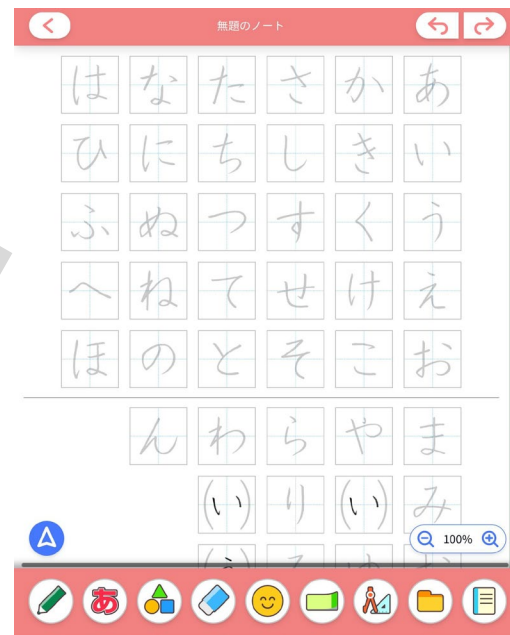 無題のノート
は な た さ か あ
ひ に ち し き い
ふ ぬ つ す く う
へ ね て せ け え
ほ の と そ こ お
ん わ ら や ま
(い) り (い) み
100%
あ